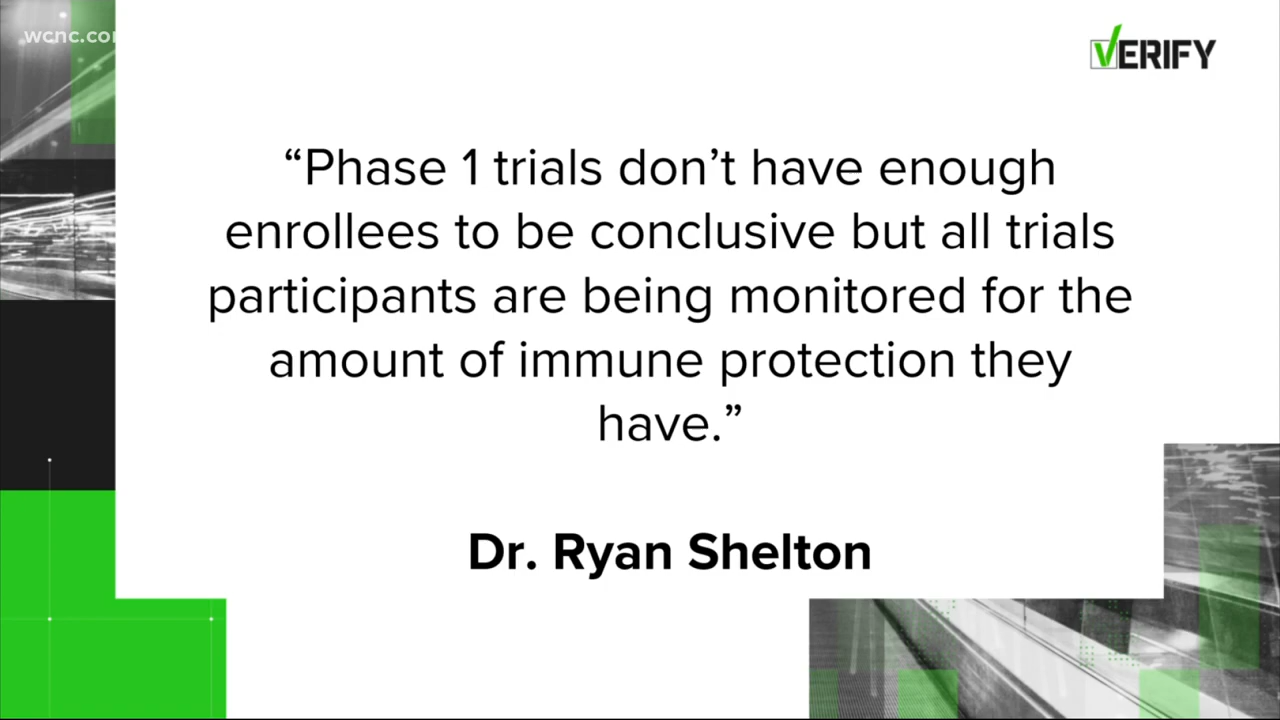 wcnc.co
VERIFY
“Phase 1 trials don’t have enough
enrollees to be conclusive but all trials
participants are being monitored for the
amount of immune protection they
have.”
Dr. Ryan Shelton